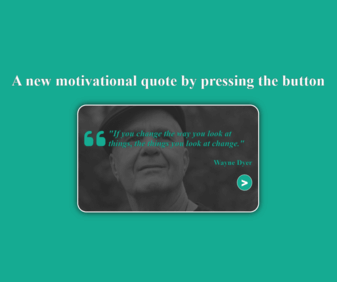 A new motivational quote by pressing the button
"If you change the way you look at
things, the things you look at change."
Wayne Dyer